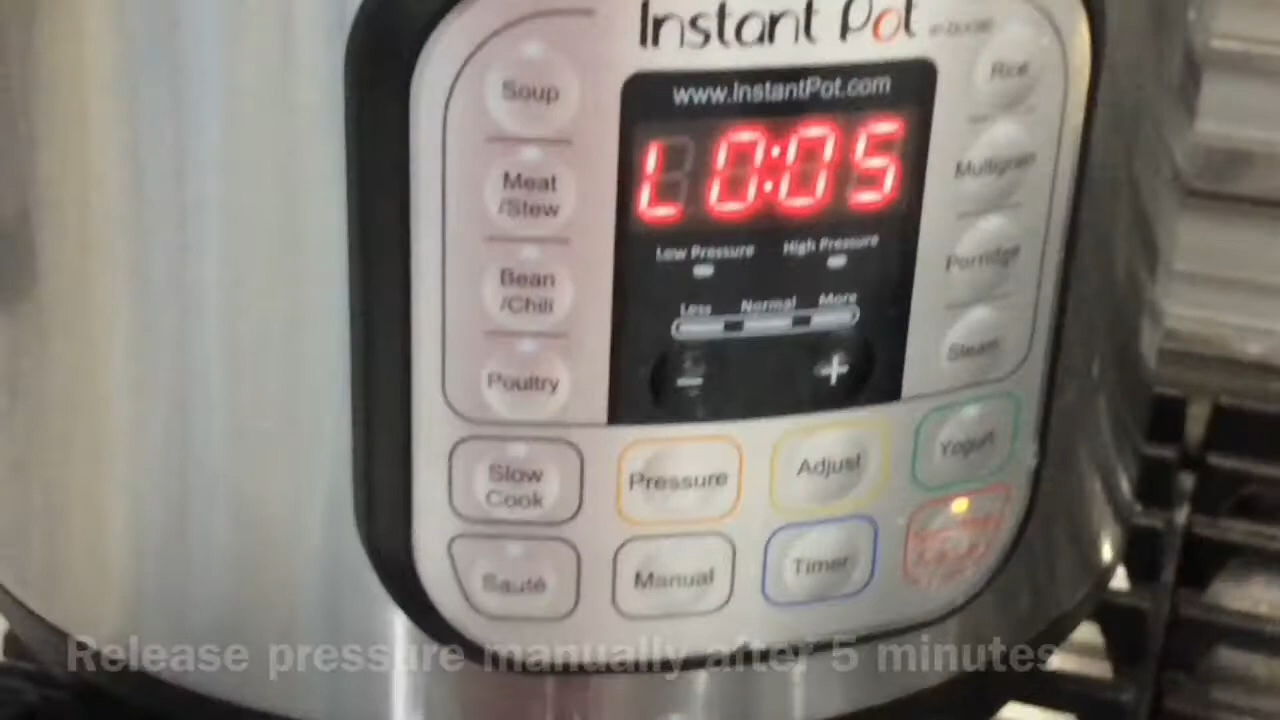 Instant Pot
www.InstantPot.com
L0:05
Low Pressure High Pressure
Less Normal More
Soup
Meat
/Stew
Bean
/Chili
Poultry
Rice
Multigrain
Porridge
Steam
Slow
Cook
Pressure
Adjust
Yogurt
Sauté
Manual
Timer
Release pressure manually after 5 minutes